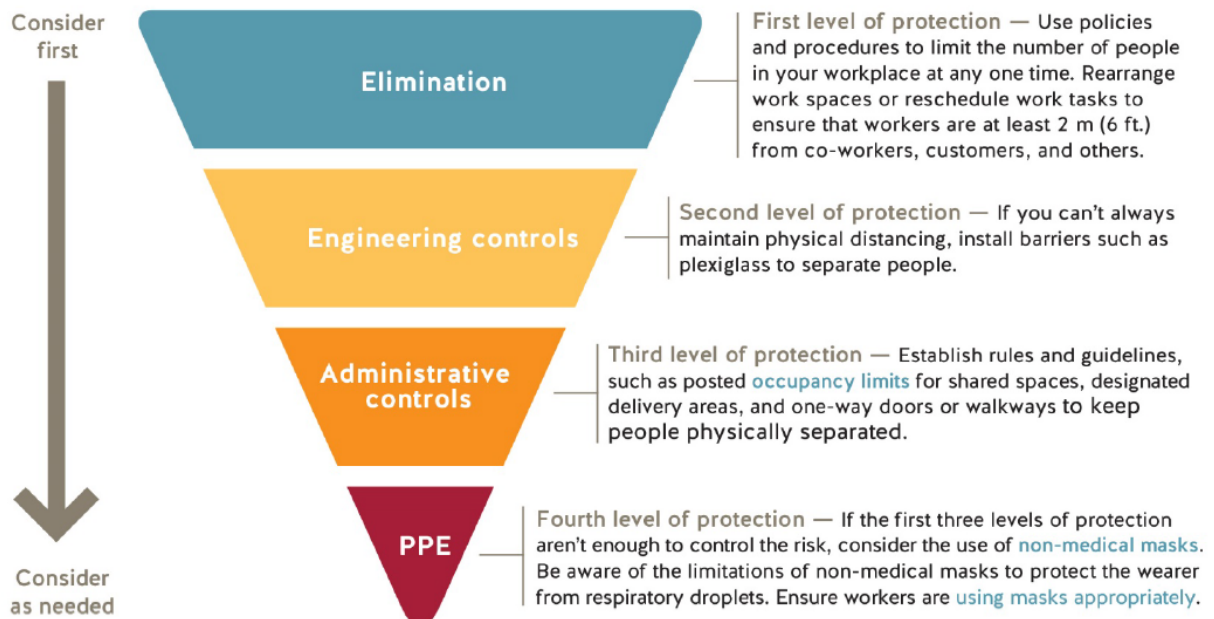 Consider
first
Elimination
First level of protection — Use policies
and procedures to limit the number of people
in your workplace at any one time. Rearrange
work spaces or reschedule work tasks to
ensure that workers are at least 2 m (6 ft.)
from co-workers, customers, and others.
Engineering controls
Second level of protection — If you can't always
maintain physical distancing, install barriers such as
plexiglass to separate people.
Administrative
controls
Third level of protection — Establish rules and guidelines,
such as posted occupancy limits for shared spaces, designated
delivery areas, and one-way doors or walkways to keep
people physically separated.
PPE
Fourth level of protection — If the first three levels of protection
aren't enough to control the risk, consider the use of non-medical masks.
Be aware of the limitations of non-medical masks to protect the wearer
from respiratory droplets. Ensure workers are using masks appropriately.
Consider
as needed